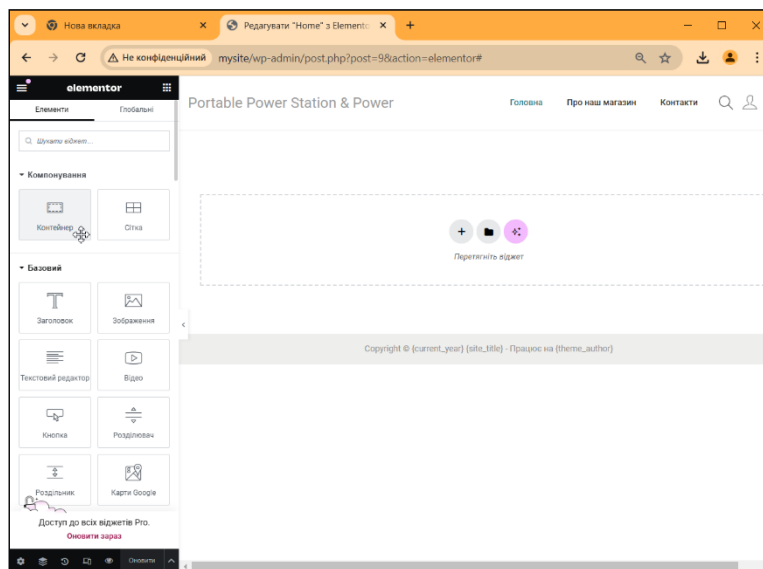 Нова вкладка
Редагувати "Home" з Elemento
Не конфіденційний mysite/wp-admin/post.php?post=9&action=elementor#
elementor
Елементи Глобальні
Шукати віджет...
Компонування
Контейнер Сітка
Базовий
Заголовок Зображення
Текстовий редактор Відео
Кнопка Розділювач
Роздільник Карти Google
Доступ до всіх віджетів Pro.
Оновити зараз
Оновити
Portable Power Station & Power Головна Про наш магазин Контакти
Перетягніть віджет
Copyright © {current_year} {site_title} - Працює на {theme_author}